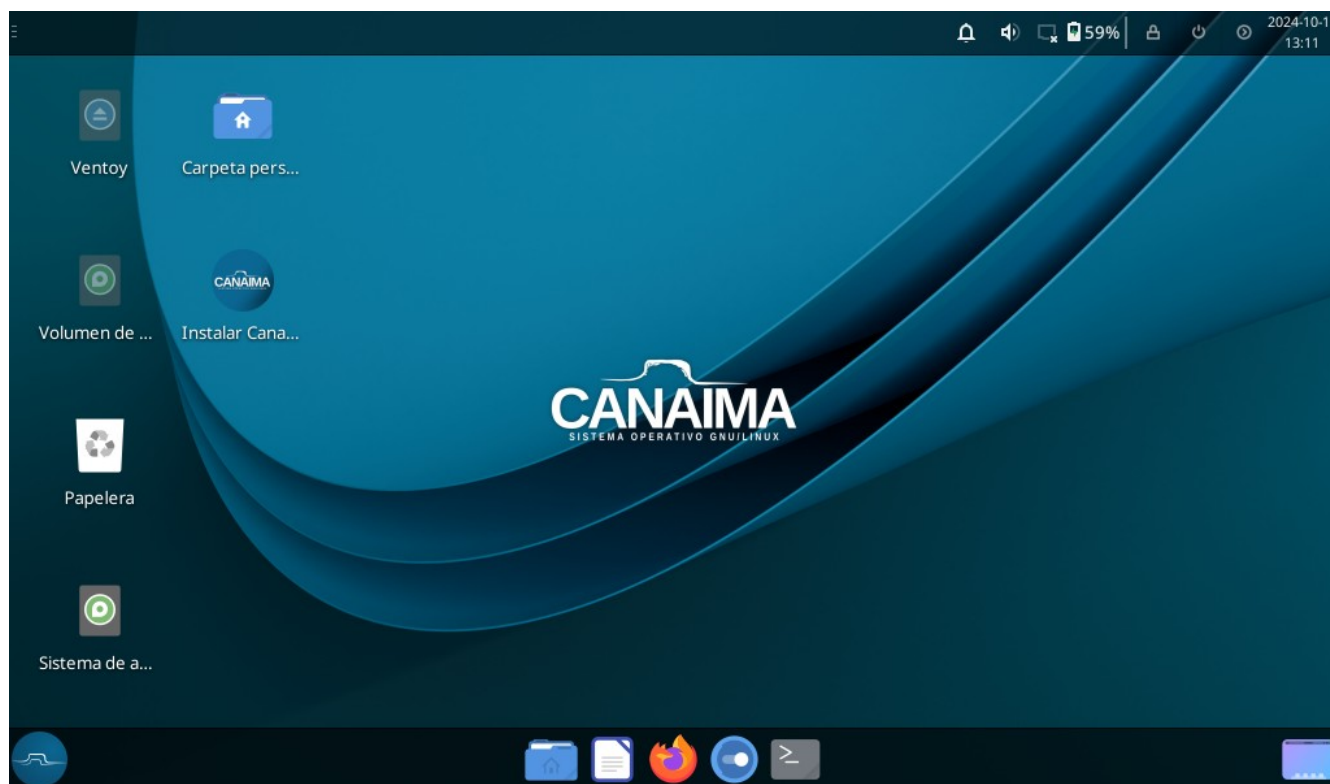 59%
2024-10-1
13:11
Ventoy
Carpeta pers...
Volumen de ...
CANAIMA
Instalar Cana...
CANAIMA
SISTEMA OPERATIVO GNU/LINUX
Papelera
Sistema de a...